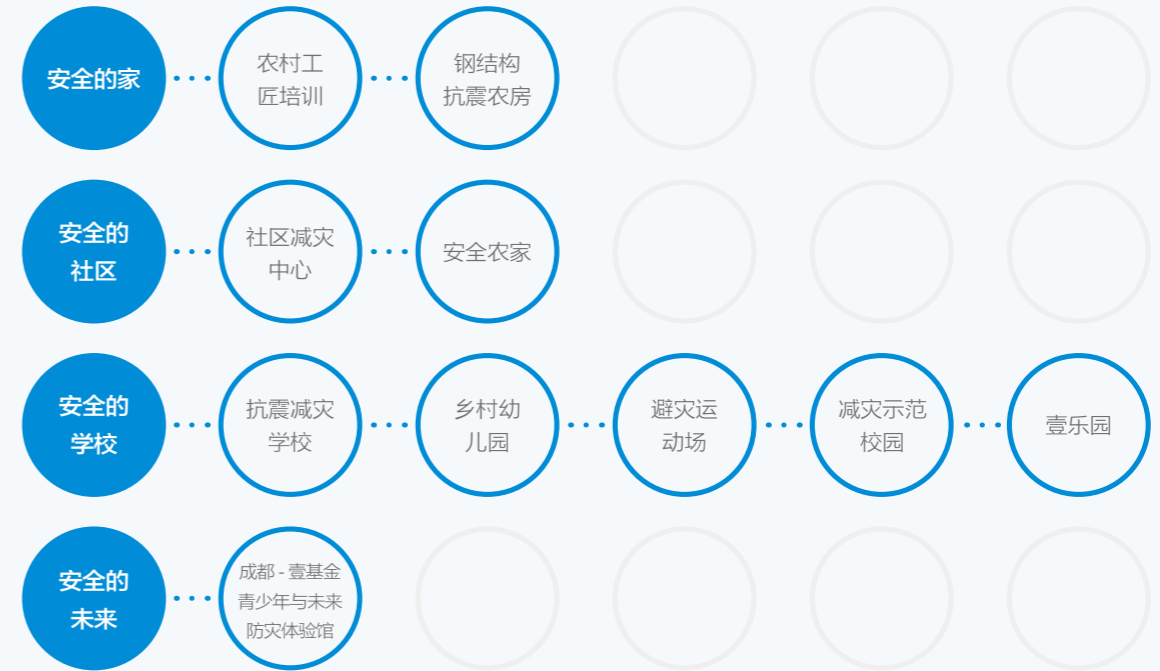 安全的家
农村工
匠培训
钢结构
抗震农房
安全的
社区
社区减灾
中心
安全农家
安全的
学校
抗震减灾
学校
乡村幼
儿园
避灾运
动场
减灾示范
校园
壹乐园
安全的
未来
成都 - 壹基金
青少年与未来
防灾体验馆